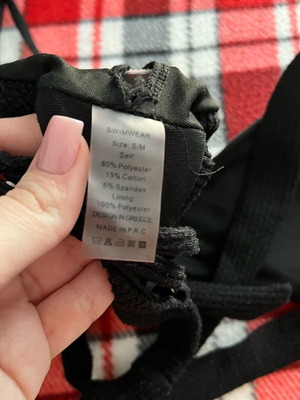 SWIMWEAR
Size: S/M
Self
80% Polyester
15% Cotton
5% Spandex
Lining
100% Polyester
DESIGN IN GREECE
MADE IN P.R.C